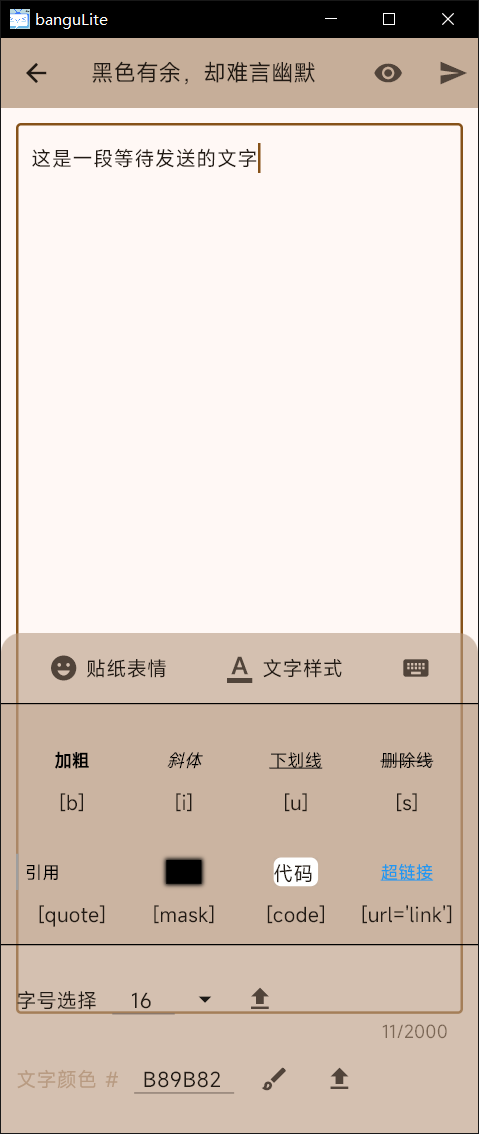 banguLite
黑色有余，却难言幽默
这是一段等待发送的文字
贴纸表情 A 文字样式
加粗 斜体 下划线 删除线
[b] [i] [u] [s]
引用 代码 超链接
[quote] [mask] [code] [url='link']
字号选择 16
11/2000
文字颜色 # B89B82